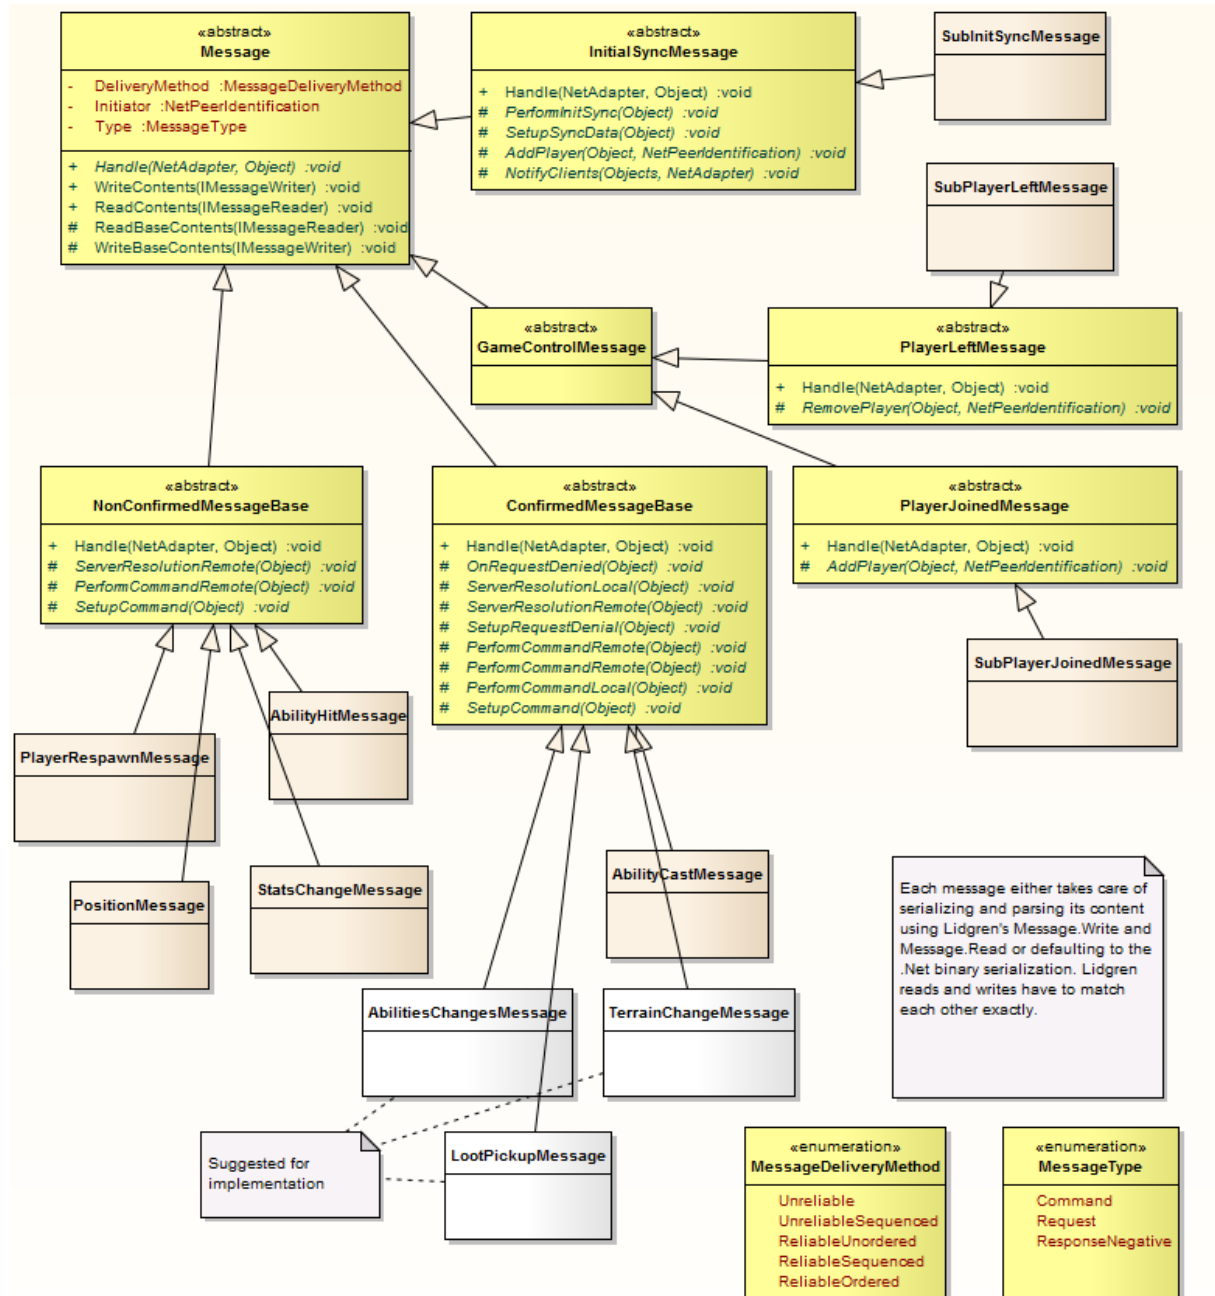 «abstract»
Message
- DeliveryMethod :MessageDeliveryMethod
- Initiator :NetPeerIdentification
- Type :MessageType
+ Handle(NetAdapter, Object) :void
+ WriteContents(IMessageWriter) :void
+ ReadContents(IMessageReader) :void
# ReadBaseContents(IMessageReader) :void
# WriteBaseContents(IMessageWriter) :void
«abstract»
InitialSyncMessage
+ Handle(NetAdapter, Object) :void
# PerformInitSync(Object) :void
# SetupSyncData(Object) :void
# AddPlayer(Object, NetPeerIdentification) :void
# NotifyClients(Objects, NetAdapter) :void
SubInitSyncMessage
SubPlayerLeftMessage
«abstract»
GameControlMessage
«abstract»
PlayerLeftMessage
+ Handle(NetAdapter, Object) :void
# RemovePlayer(Object, NetPeerIdentification) :void
«abstract»
NonConfirmedMessageBase
+ Handle(NetAdapter, Object) :void
# ServerResolutionRemote(Object) :void
# PerformCommandRemote(Object) :void
# SetupCommand(Object) :void
«abstract»
ConfirmedMessageBase
+ Handle(NetAdapter, Object) :void
# OnRequestDenied(Object) :void
# ServerResolutionLocal(Object) :void
# ServerResolutionRemote(Object) :void
# SetupRequestDenial(Object) :void
# PerformCommandRemote(Object) :void
# PerformCommandRemote(Object) :void
# PerformCommandLocal(Object) :void
# SetupCommand(Object) :void
«abstract»
PlayerJoinedMessage
+ Handle(NetAdapter, Object) :void
# AddPlayer(Object, NetPeerIdentification) :void
SubPlayerJoinedMessage
AbilityHitMessage
PlayerRespawnMessage
StatsChangeMessage
PositionMessage
AbilityCastMessage
AbilitiesChangesMessage
TerrainChangeMessage
LootPickupMessage
Suggested for
implementation
Each message either takes care of
serializing and parsing its content
using Lidgren's Message.Write and
Message.Read or defaulting to the
.Net binary serialization. Lidgren
reads and writes have to match
each other exactly.
«enumeration»
MessageDeliveryMethod
Unreliable
UnreliableSequenced
ReliableUnordered
ReliableSequenced
ReliableOrdered
«enumeration»
MessageType
Command
Request
ResponseNegative